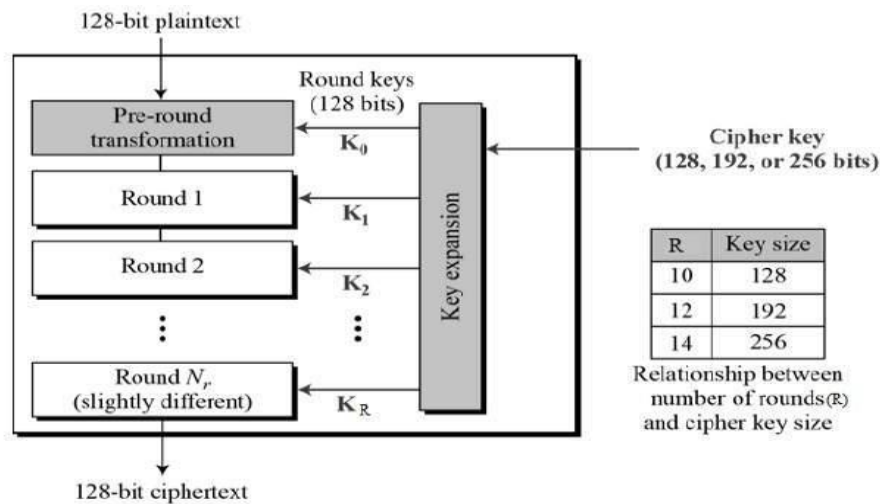 128-bit plaintext
Round keys
(128 bits)
Pre-round
transformation
K0
Cipher key
(128, 192, or 256 bits)
Round 1
K1
Round 2
K2
Key expansion
R Key size
10 128
12 192
14 256
Round Nr
(slightly different)
KR
Relationship between
number of rounds(R)
and cipher key size
128-bit ciphertext